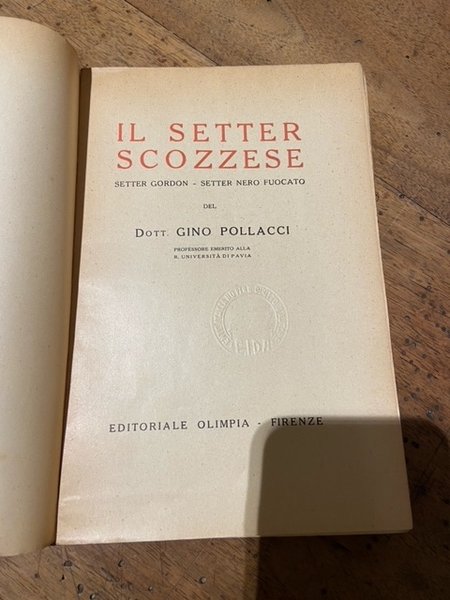 IL SETTER
SCOZZESE
SETTER GORDON - SETTER NERO FUOCATO
DEL
DOTT. GINO POLLACCI
PROFESSORE EMERITO ALLA
R. UNIVERSITÀ DI PAVIA
EDITORIALE OLIMPIA - FIRENZE